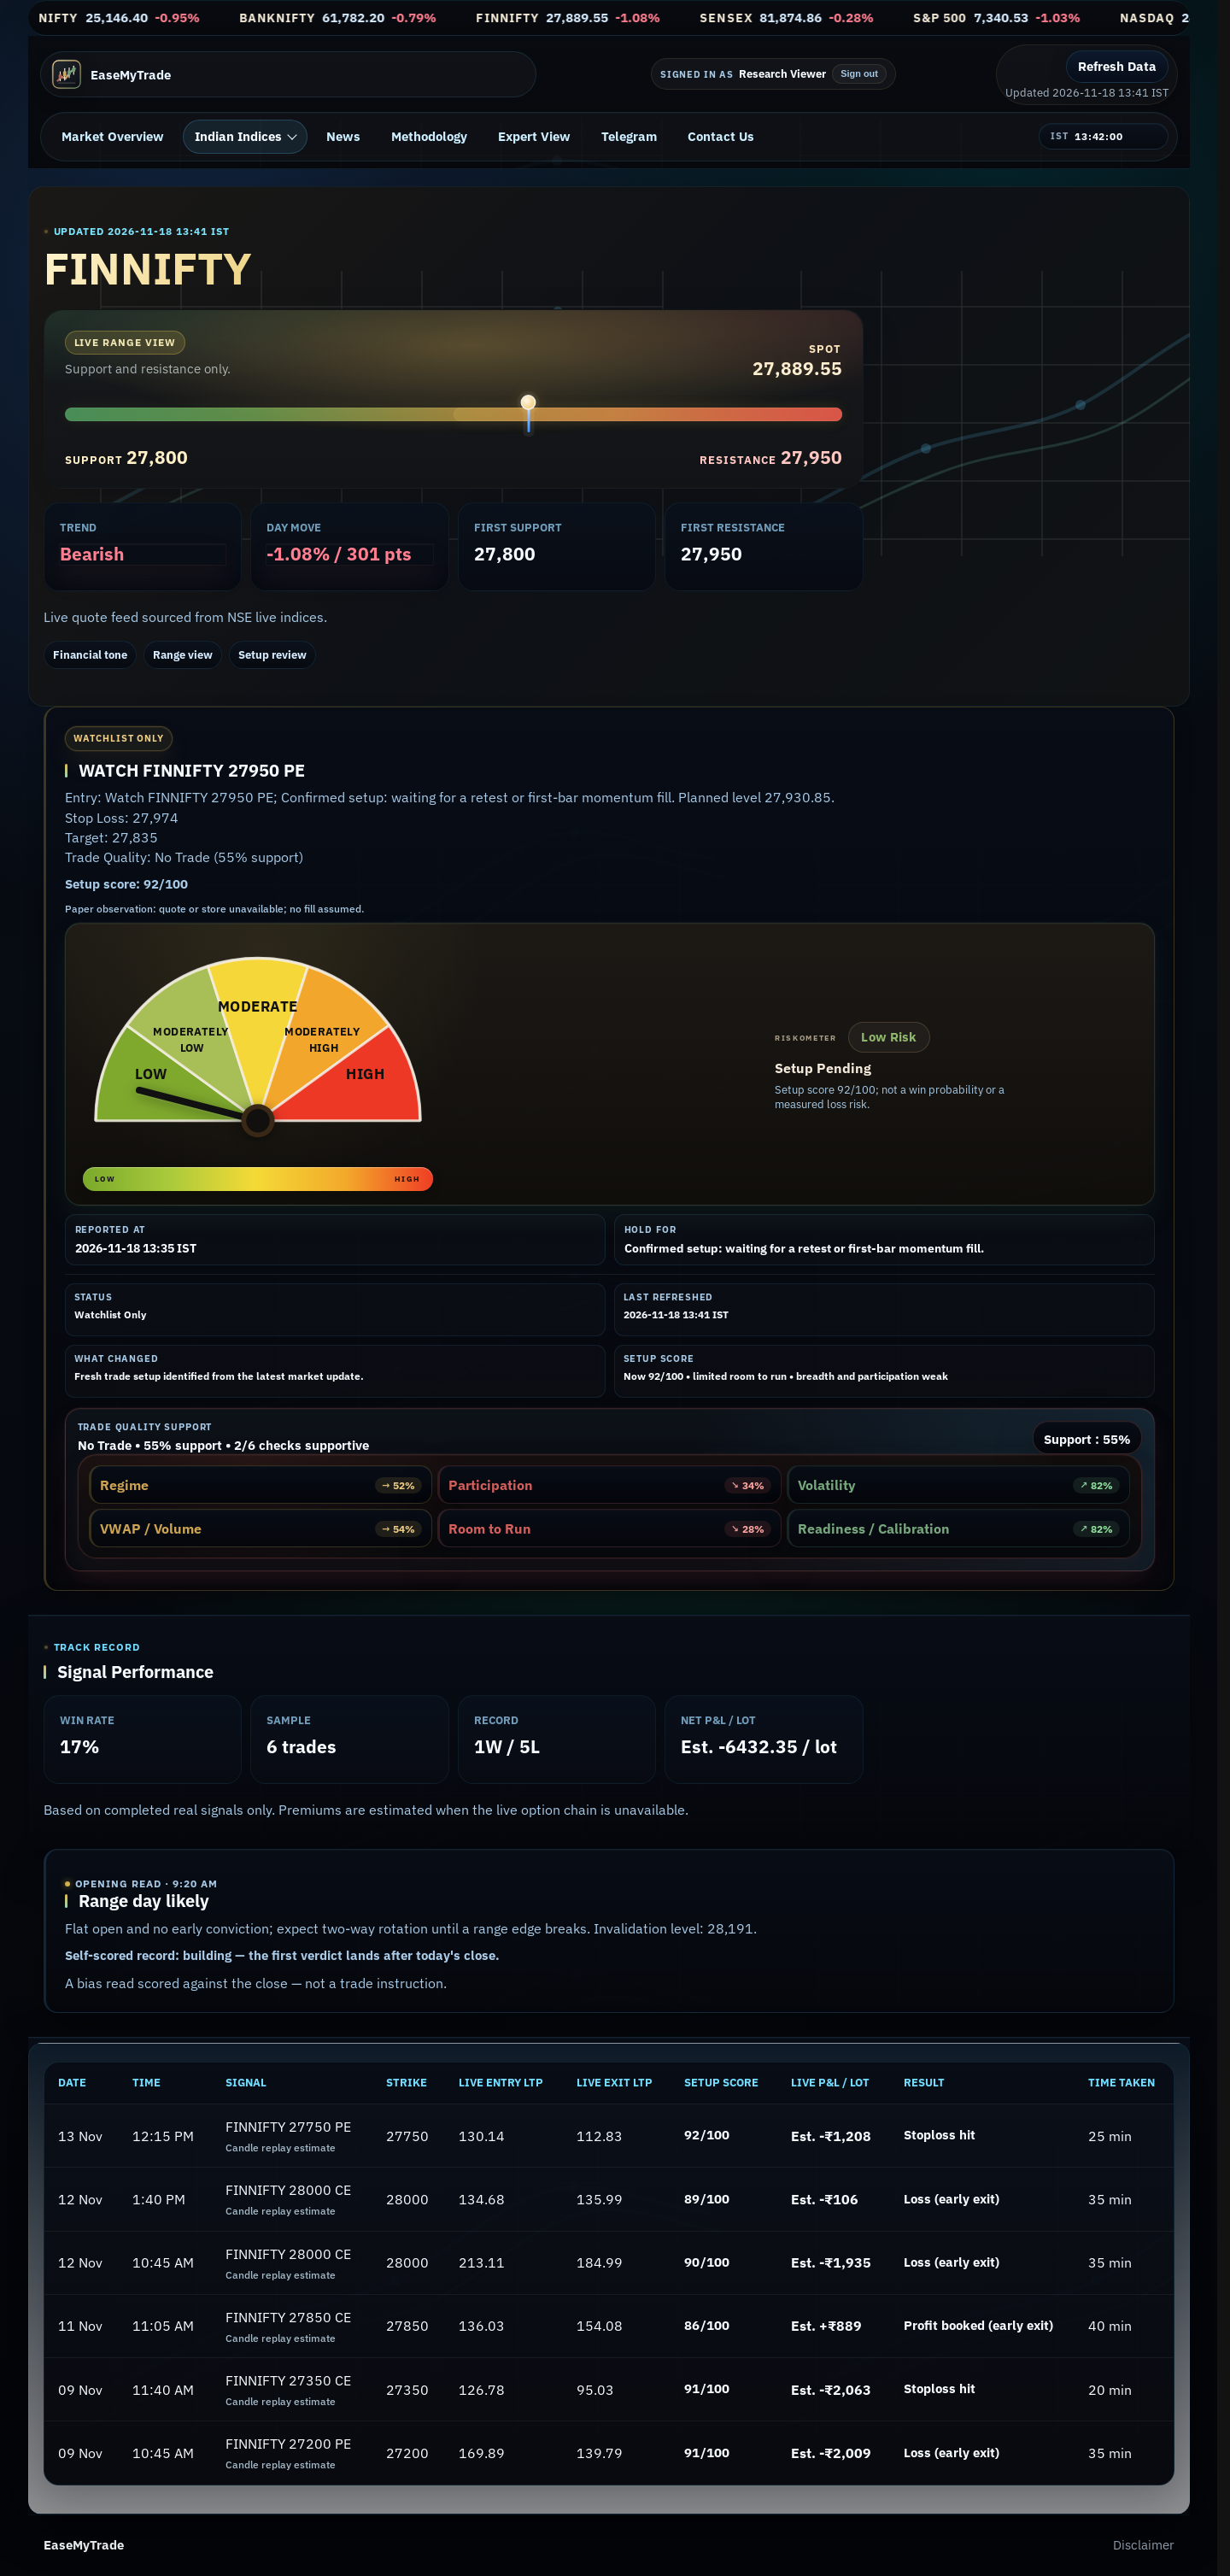 NIFTY 25,146.40 -0.95% BANKNIFTY 61,782.20 -0.79% FINNIFTY 27,889.55 -1.08% SENSEX 81,874.86 -0.28% S&P 500 7,340.53 -1.03% NASDAQ 2
EaseMyTrade
SIGNED IN AS Research Viewer Sign out
Refresh Data
Updated 2026-11-18 13:41 IST
Market Overview Indian Indices News Methodology Expert View Telegram Contact Us IST 13:42:00
UPDATED 2026-11-18 13:41 IST
FINNIFTY
LIVE RANGE VIEW
Support and resistance only.
SPOT
27,889.55
SUPPORT 27,800 RESISTANCE 27,950
TREND DAY MOVE FIRST SUPPORT FIRST RESISTANCE
Bearish -1.08% / 301 pts 27,800 27,950
Live quote feed sourced from NSE live indices.
Financial tone Range view Setup review
WATCHLIST ONLY
WATCH FINNIFTY 27950 PE
Entry: Watch FINNIFTY 27950 PE; Confirmed setup: waiting for a retest or first-bar momentum fill. Planned level 27,930.85.
Stop Loss: 27,974
Target: 27,835
Trade Quality: No Trade (55% support)
Setup score: 92/100
Paper observation: quote or store unavailable; no fill assumed.
MODERATE
MODERATELY LOW
MODERATELY HIGH
LOW HIGH
LOW HIGH
RISKOMETER Low Risk
Setup Pending
Setup score 92/100; not a win probability or a
measured loss risk.
REPORTED AT HOLD FOR
2026-11-18 13:35 IST Confirmed setup: waiting for a retest or first-bar momentum fill.
STATUS LAST REFRESHED
Watchlist Only 2026-11-18 13:41 IST
WHAT CHANGED SETUP SCORE
Fresh trade setup identified from the latest market update. Now 92/100 • limited room to run • breadth and participation weak
TRADE QUALITY SUPPORT
No Trade • 55% support • 2/6 checks supportive Support : 55%
Regime → 52% Participation ↘ 34% Volatility ↗ 82%
VWAP / Volume → 54% Room to Run ↘ 28% Readiness / Calibration ↗ 82%
TRACK RECORD
Signal Performance
WIN RATE SAMPLE RECORD NET P&L / LOT
17% 6 trades 1W / 5L Est. -6432.35 / lot
Based on completed real signals only. Premiums are estimated when the live option chain is unavailable.
OPENING READ · 9:20 AM
Range day likely
Flat open and no early conviction; expect two-way rotation until a range edge breaks. Invalidation level: 28,191.
Self-scored record: building — the first verdict lands after today's close.
A bias read scored against the close — not a trade instruction.
DATE TIME SIGNAL STRIKE LIVE ENTRY LTP LIVE EXIT LTP SETUP SCORE LIVE P&L / LOT RESULT TIME TAKEN
13 Nov 12:15 PM FINNIFTY 27750 PE 27750 130.14 112.83 92/100 Est. -₹1,208 Stoploss hit 25 min
Candle replay estimate
12 Nov 1:40 PM FINNIFTY 28000 CE 28000 134.68 135.99 89/100 Est. -₹106 Loss (early exit) 35 min
Candle replay estimate
12 Nov 10:45 AM FINNIFTY 28000 CE 28000 213.11 184.99 90/100 Est. -₹1,935 Loss (early exit) 35 min
Candle replay estimate
11 Nov 11:05 AM FINNIFTY 27850 CE 27850 136.03 154.08 86/100 Est. +₹889 Profit booked (early exit) 40 min
Candle replay estimate
09 Nov 11:40 AM FINNIFTY 27350 CE 27350 126.78 95.03 91/100 Est. -₹2,063 Stoploss hit 20 min
Candle replay estimate
09 Nov 10:45 AM FINNIFTY 27200 PE 27200 169.89 139.79 91/100 Est. -₹2,009 Loss (early exit) 35 min
Candle replay estimate
EaseMyTrade Disclaimer